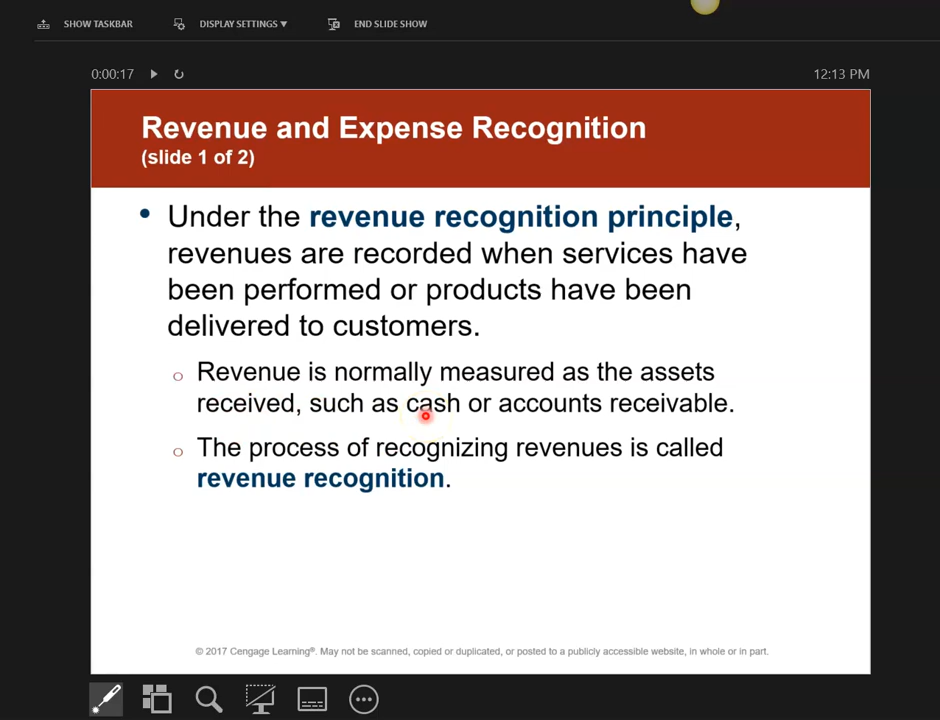 SHOW TASKBAR DISPLAY SETTINGS ▼ END SLIDE SHOW
0:00:17 12:13 PM
Revenue and Expense Recognition
(slide 1 of 2)
• Under the revenue recognition principle,
revenues are recorded when services have
been performed or products have been
delivered to customers.
o Revenue is normally measured as the assets
received, such as cash or accounts receivable.
o The process of recognizing revenues is called
revenue recognition.
© 2017 Cengage Learning®. May not be scanned, copied or duplicated, or posted to a publicly accessible website, in whole or in part.